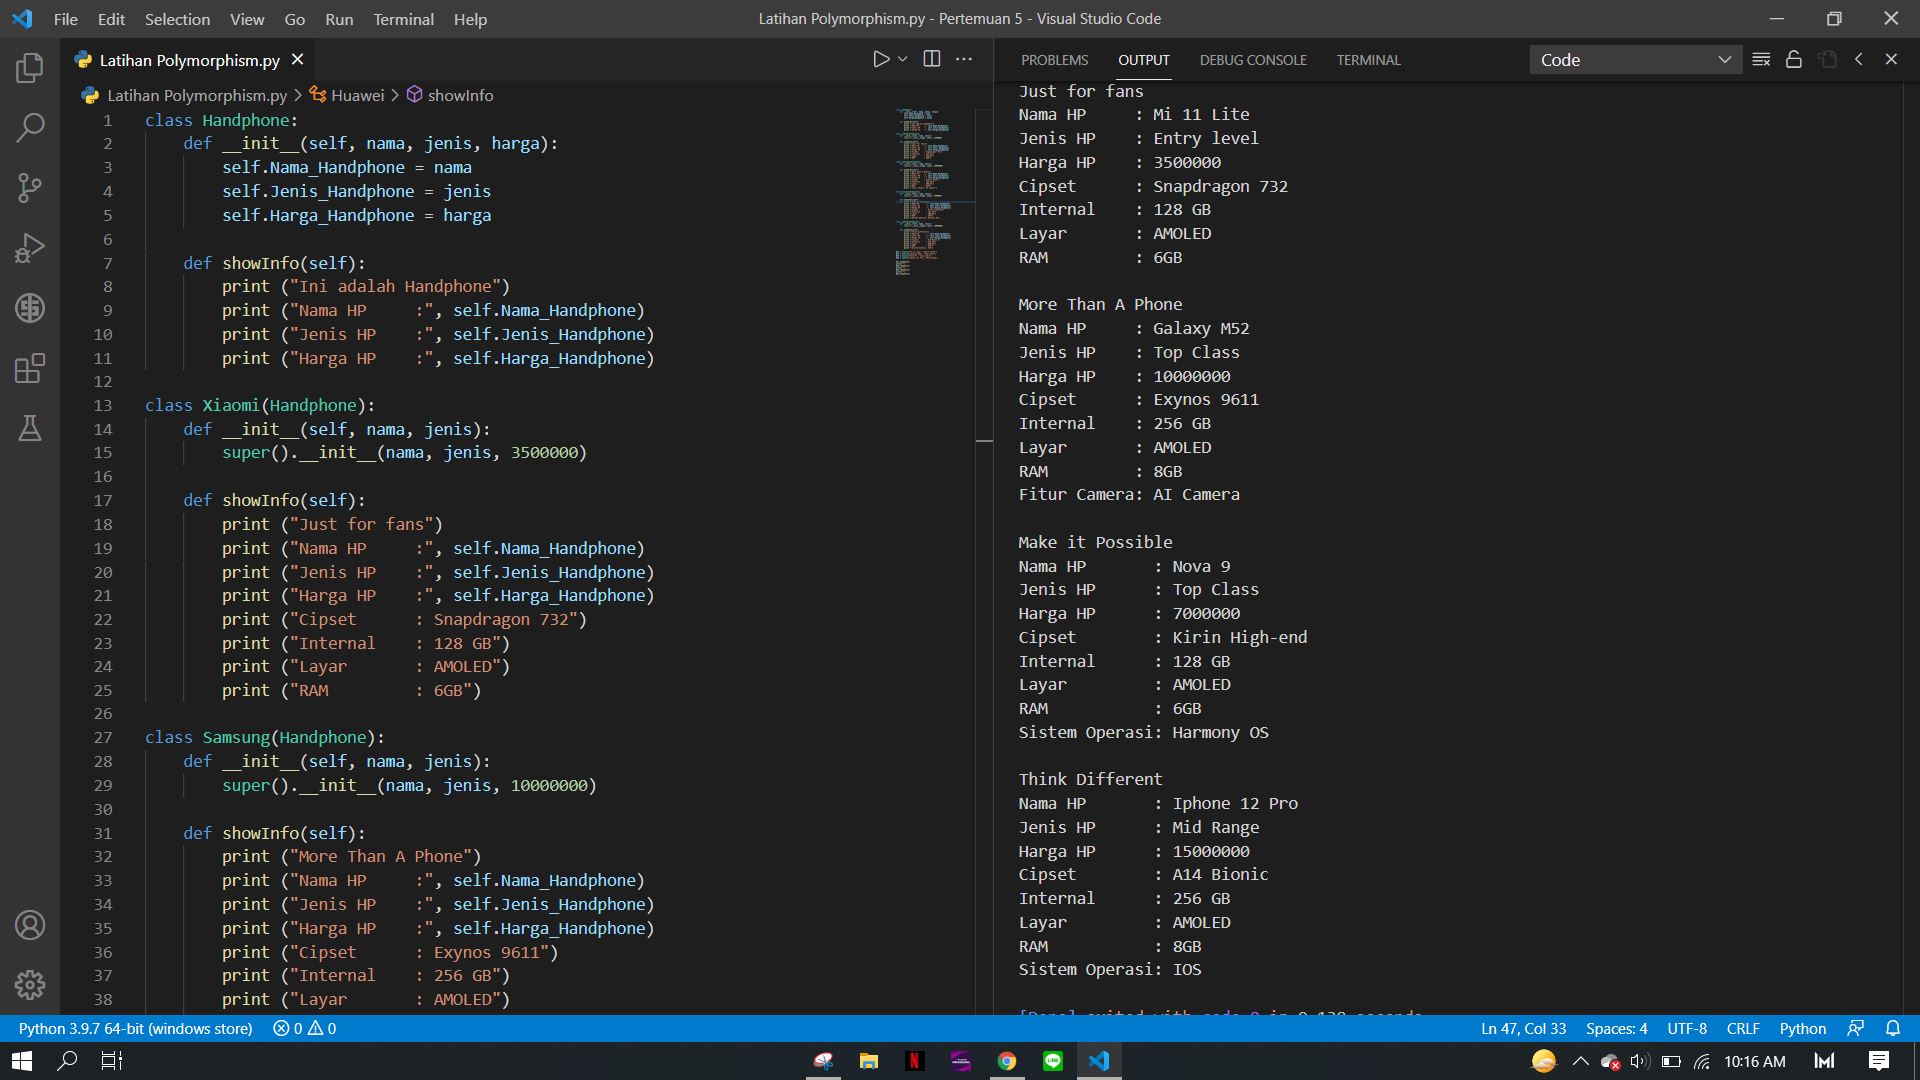 File Edit Selection View Go Run Terminal Help
Latihan Polymorphism.py - Pertemuan 5 - Visual Studio Code
Latihan Polymorphism.py
Latihan Polymorphism.py > Huawei > showInfo
1 class Handphone:
2     def __init__(self, nama, jenis, harga):
3         self.Nama_Handphone = nama
4         self.Jenis_Handphone = jenis
5         self.Harga_Handphone = harga
6
7     def showInfo(self):
8         print ("Ini adalah Handphone")
9         print ("Nama HP     :", self.Nama_Handphone)
10         print ("Jenis HP    :", self.Jenis_Handphone)
11         print ("Harga HP    :", self.Harga_Handphone)
12
13 class Xiaomi(Handphone):
14     def __init__(self, nama, jenis):
15         super().__init__(nama, jenis, 3500000)
16
17     def showInfo(self):
18         print ("Just for fans")
19         print ("Nama HP     :", self.Nama_Handphone)
20         print ("Jenis HP    :", self.Jenis_Handphone)
21         print ("Harga HP    :", self.Harga_Handphone)
22         print ("Cipset      : Snapdragon 732")
23         print ("Internal    : 128 GB")
24         print ("Layar       : AMOLED")
25         print ("RAM         : 6GB")
26
27 class Samsung(Handphone):
28     def __init__(self, nama, jenis):
29         super().__init__(nama, jenis, 10000000)
30
31     def showInfo(self):
32         print ("More Than A Phone")
33         print ("Nama HP     :", self.Nama_Handphone)
34         print ("Jenis HP    :", self.Jenis_Handphone)
35         print ("Harga HP    :", self.Harga_Handphone)
36         print ("Cipset      : Exynos 9611")
37         print ("Internal    : 256 GB")
38         print ("Layar       : AMOLED")
PROBLEMS OUTPUT DEBUG CONSOLE TERMINAL
Code
Just for fans
Nama HP     : Mi 11 Lite
Jenis HP    : Entry level
Harga HP    : 3500000
Cipset      : Snapdragon 732
Internal    : 128 GB
Layar       : AMOLED
RAM         : 6GB
More Than A Phone
Nama HP     : Galaxy M52
Jenis HP    : Top Class
Harga HP    : 10000000
Cipset      : Exynos 9611
Internal    : 256 GB
Layar       : AMOLED
RAM         : 8GB
Fitur Camera: AI Camera
Make it Possible
Nama HP       : Nova 9
Jenis HP      : Top Class
Harga HP      : 7000000
Cipset        : Kirin High-end
Internal      : 128 GB
Layar         : AMOLED
RAM           : 6GB
Sistem Operasi: Harmony OS
Think Different
Nama HP       : Iphone 12 Pro
Jenis HP      : Mid Range
Harga HP      : 15000000
Cipset        : A14 Bionic
Internal      : 256 GB
Layar         : AMOLED
RAM           : 8GB
Sistem Operasi: IOS
[Done] exited with code=0 in 0.138 seconds
Python 3.9.7 64-bit (windows store) 0 0
Ln 47, Col 33 Spaces: 4 UTF-8 CRLF Python
10:16 AM